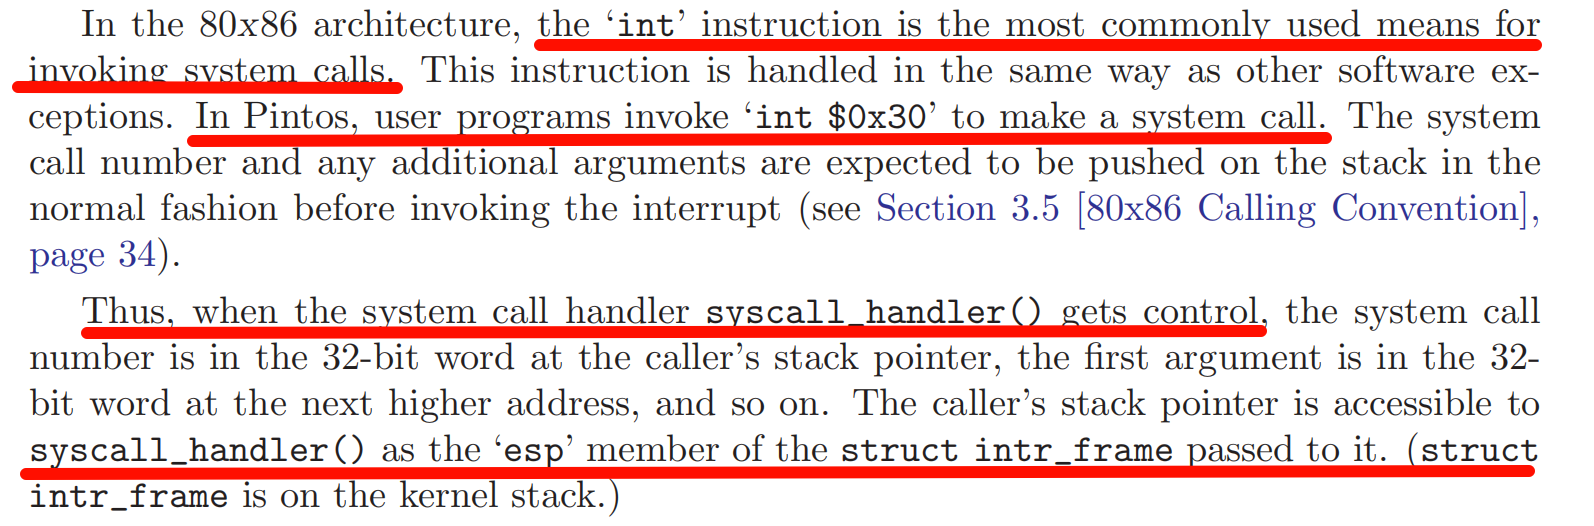 In the 80x86 architecture, the ‘int’ instruction is the most commonly used means for
invoking system calls. This instruction is handled in the same way as other software ex-
ceptions. In Pintos, user programs invoke ‘int $0x30’ to make a system call. The system
call number and any additional arguments are expected to be pushed on the stack in the
normal fashion before invoking the interrupt (see Section 3.5 [80x86 Calling Convention],
page 34).
Thus, when the system call handler syscall_handler() gets control, the system call
number is in the 32-bit word at the caller’s stack pointer, the first argument is in the 32-
bit word at the next higher address, and so on. The caller’s stack pointer is accessible to
syscall_handler() as the ‘esp’ member of the struct intr_frame passed to it. (struct
intr_frame is on the kernel stack.)